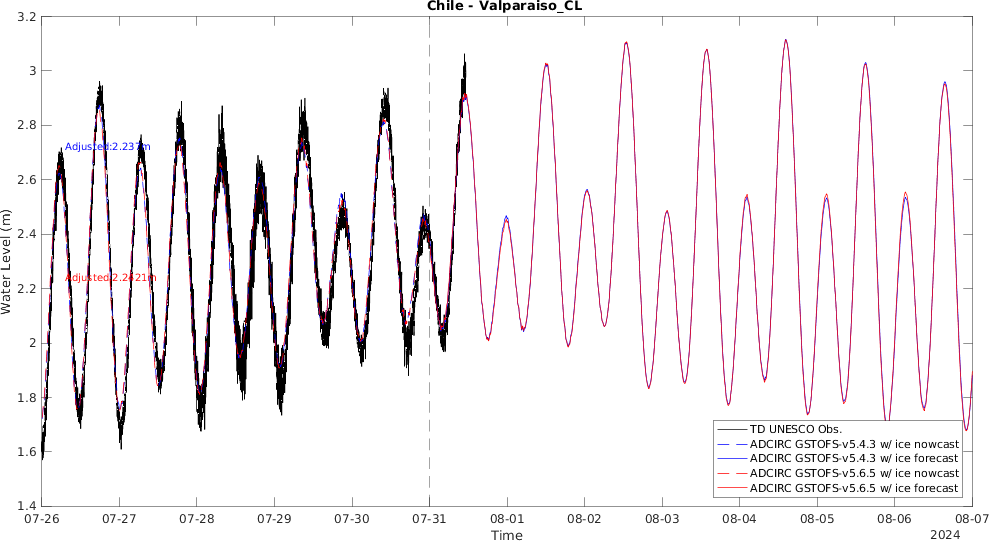 Chile - Valparaiso_CL
Water Level (m)
3.2
3
2.8
2.6
2.4
2.2
2
1.8
1.6
1.4
Adjusted:2.237m
Adjusted:2.2421m
TD UNESCO Obs.
ADCIRC GSTOFS-v5.4.3 w/ ice nowcast
ADCIRC GSTOFS-v5.4.3 w/ ice forecast
ADCIRC GSTOFS-v5.6.5 w/ ice nowcast
ADCIRC GSTOFS-v5.6.5 w/ ice forecast
07-26 07-27 07-28 07-29 07-30 07-31 08-01 08-02 08-03 08-04 08-05 08-06 08-07
Time
2024